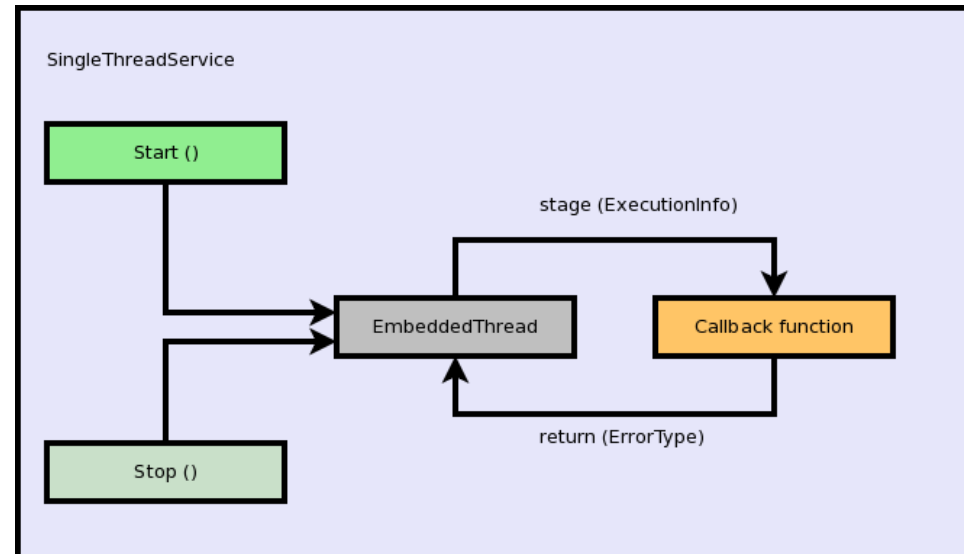 SingleThreadService
Start ()
stage (ExecutionInfo)
EmbeddedThread
Callback function
return (ErrorType)
Stop ()